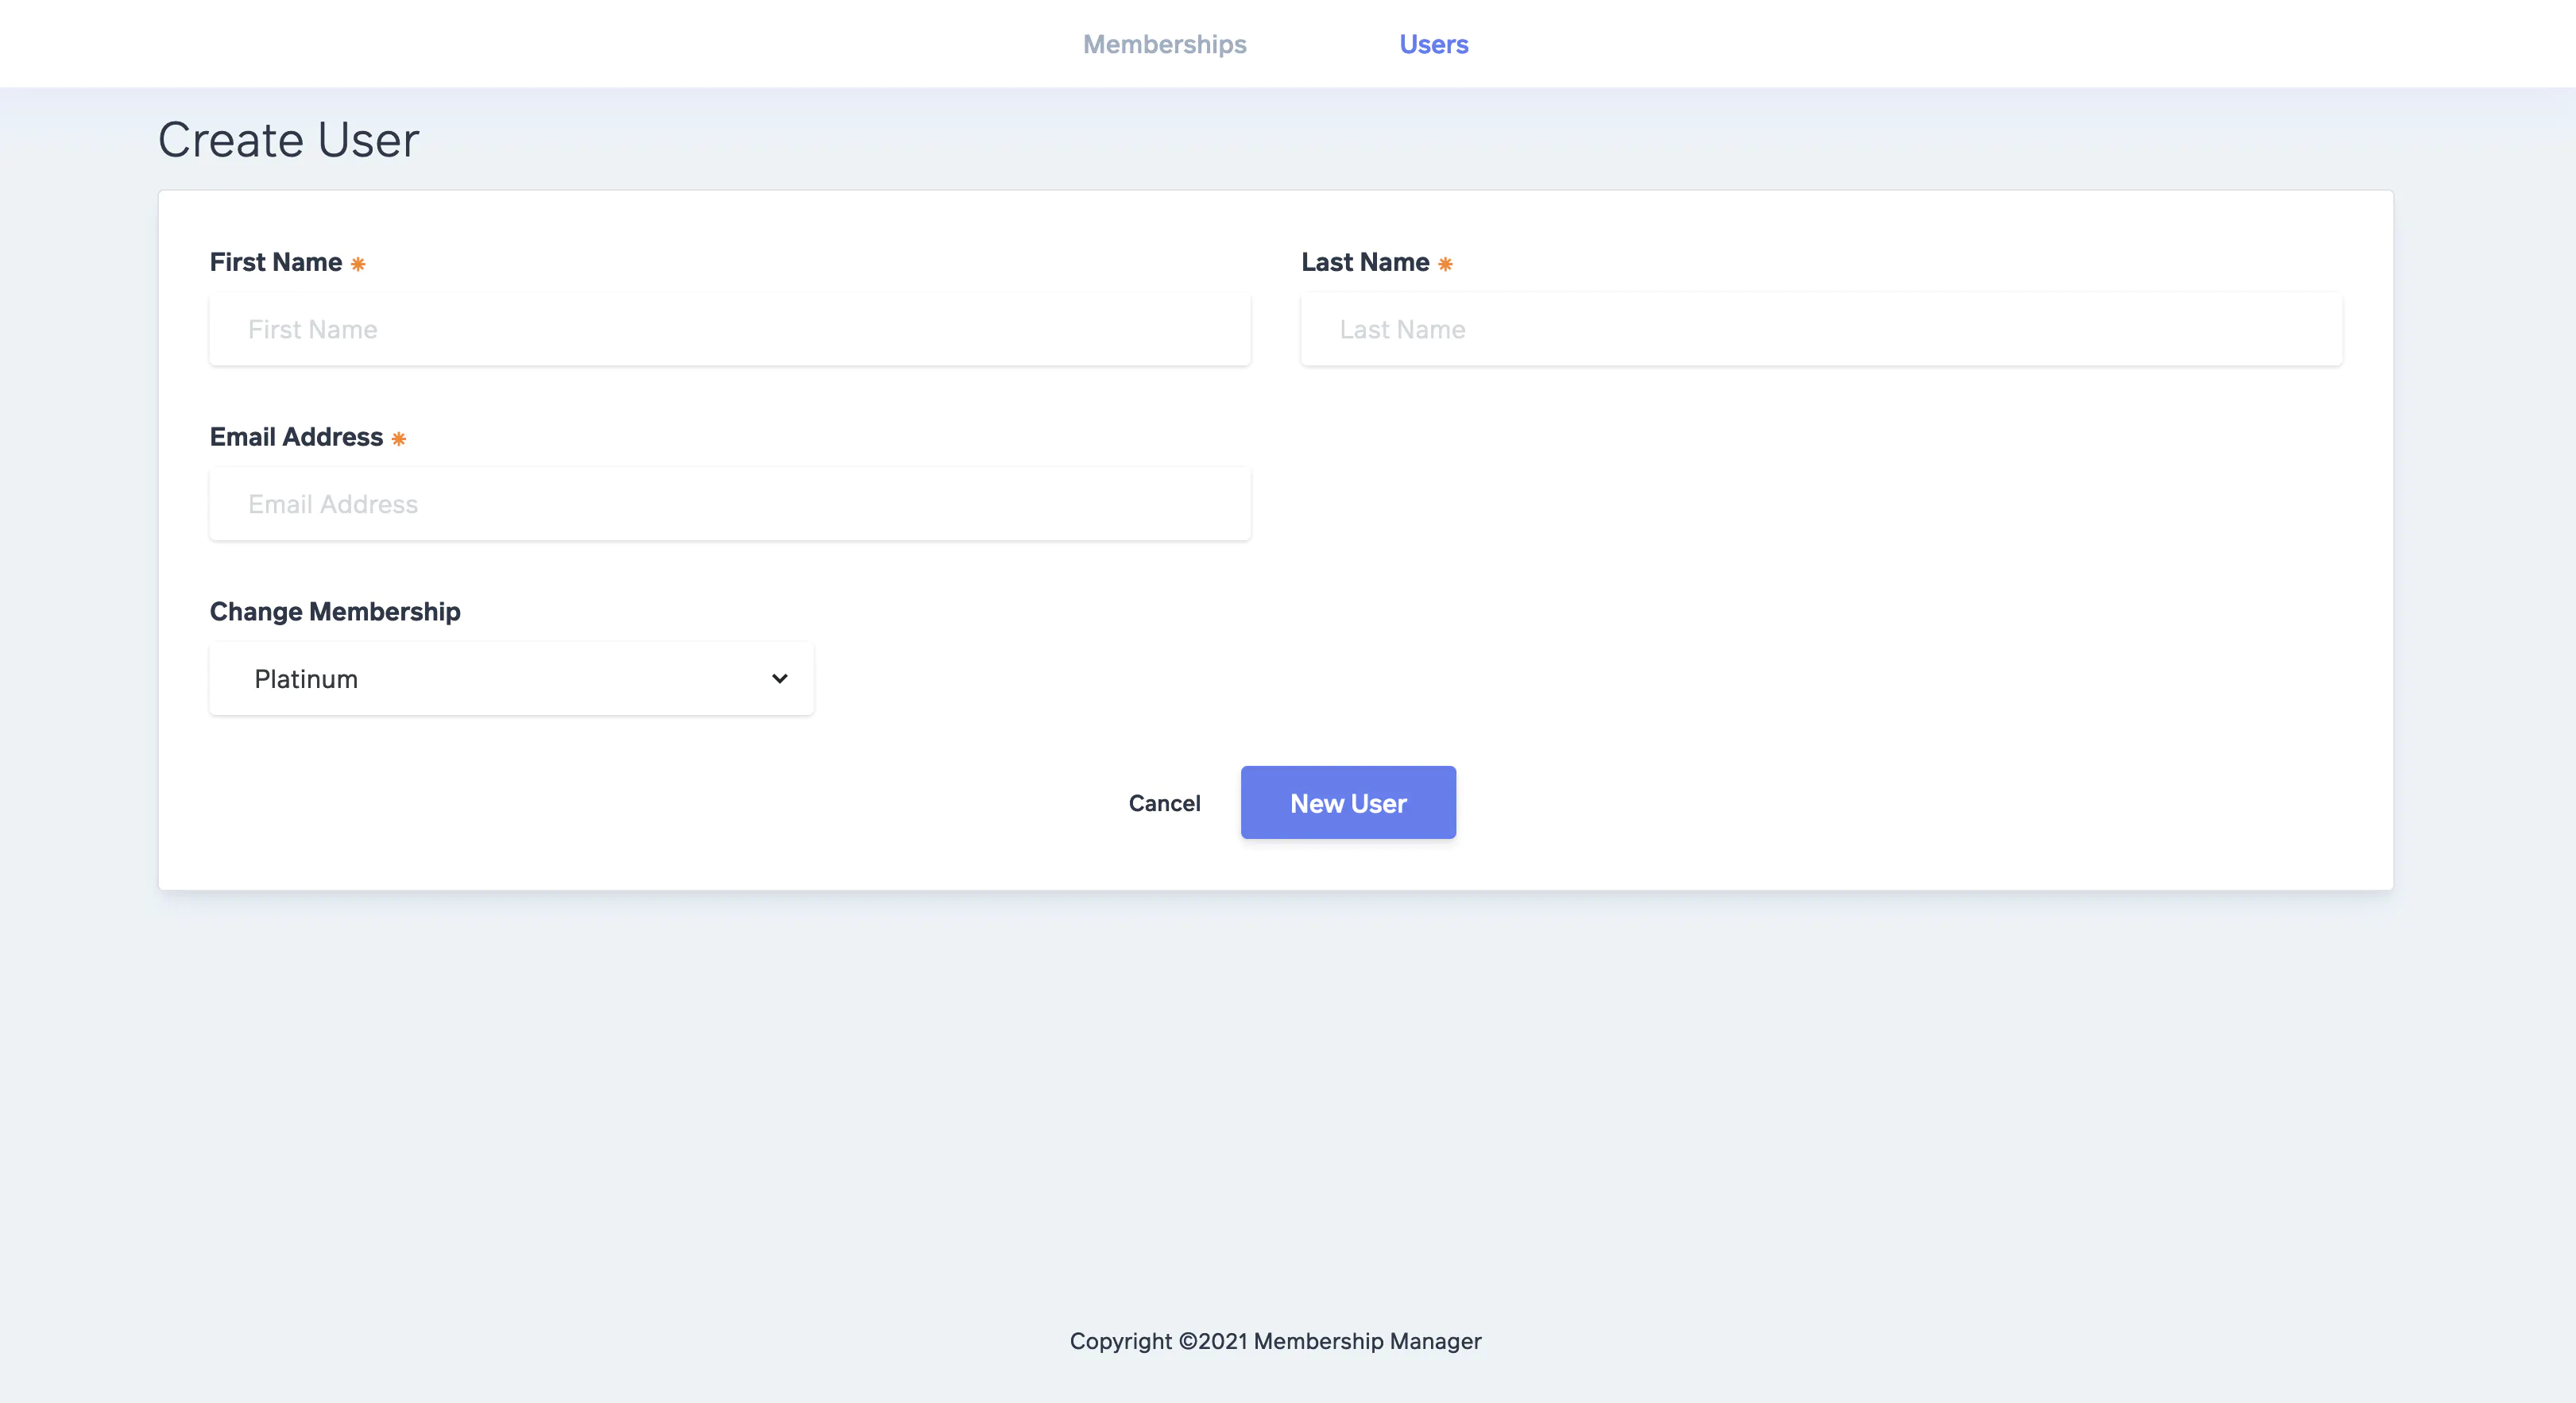 Memberships Users
Create User
First Name *
Last Name *
First Name
Last Name
Email Address *
Email Address
Change Membership
Platinum
Cancel New User
Copyright ©2021 Membership Manager